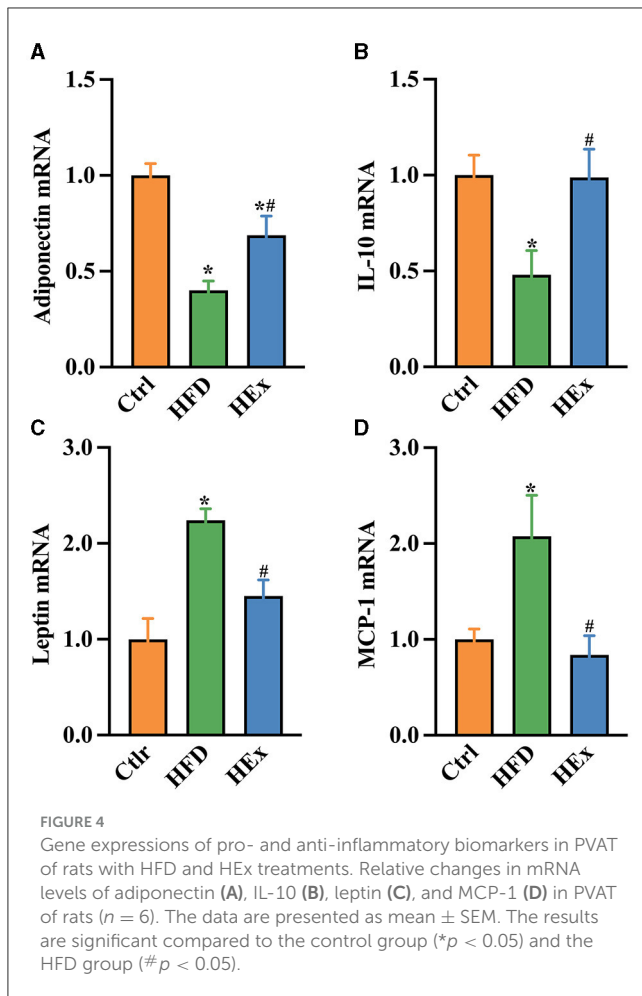 A
Adiponectin mRNA
1.5
1.0
0.5
0.0
*
*#
Ctrl
HFD
HEx
B
IL-10 mRNA
1.5
1.0
0.5
0.0
*
#
Ctrl
HFD
HEx
C
Leptin mRNA
3.0
2.0
1.0
0.0
*
#
Ctlr
HFD
HEx
D
MCP-1 mRNA
3.0
2.0
1.0
0.0
*
#
Ctrl
HFD
HEx
FIGURE 4
Gene expressions of pro- and anti-inflammatory biomarkers in PVAT
of rats with HFD and HEx treatments. Relative changes in mRNA
levels of adiponectin (A), IL-10 (B), leptin (C), and MCP-1 (D) in PVAT
of rats (n = 6). The data are presented as mean ± SEM. The results
are significant compared to the control group (*p < 0.05) and the
HFD group (#p < 0.05).